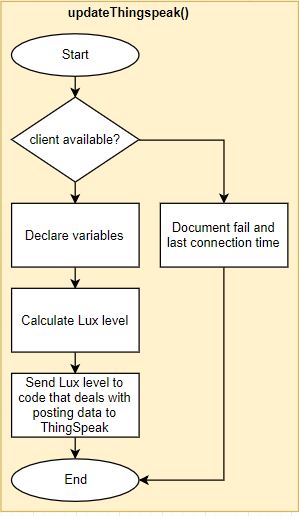 updateThingspeak()
Start
client available?
Declare variables
Document fail and
last connection time
Calculate Lux level
Send Lux level to
code that deals with
posting data to
ThingSpeak
End